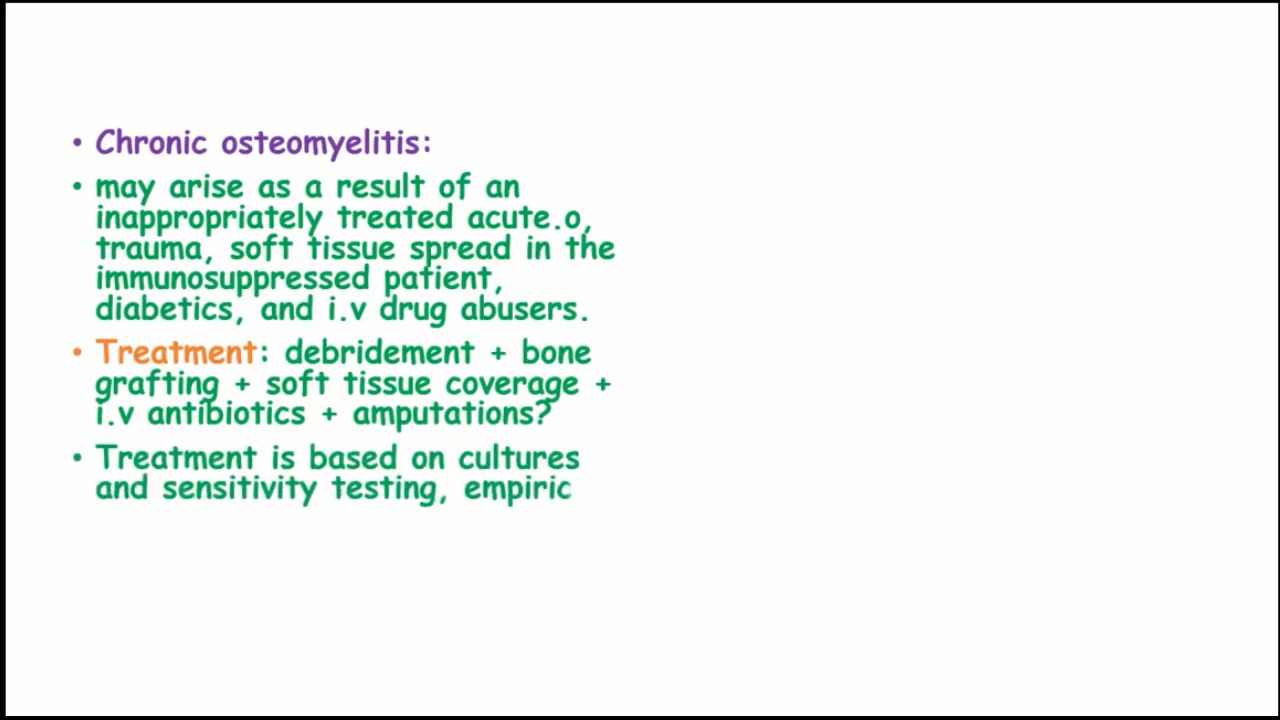 • Chronic osteomyelitis:
• may arise as a result of an
inappropriately treated acute.o,
trauma, soft tissue spread in the
immunosuppressed patient,
diabetics, and i.v drug abusers.
• Treatment: debridement + bone
grafting + soft tissue coverage +
i.v antibiotics + amputations?
• Treatment is based on cultures
and sensitivity testing, empiric